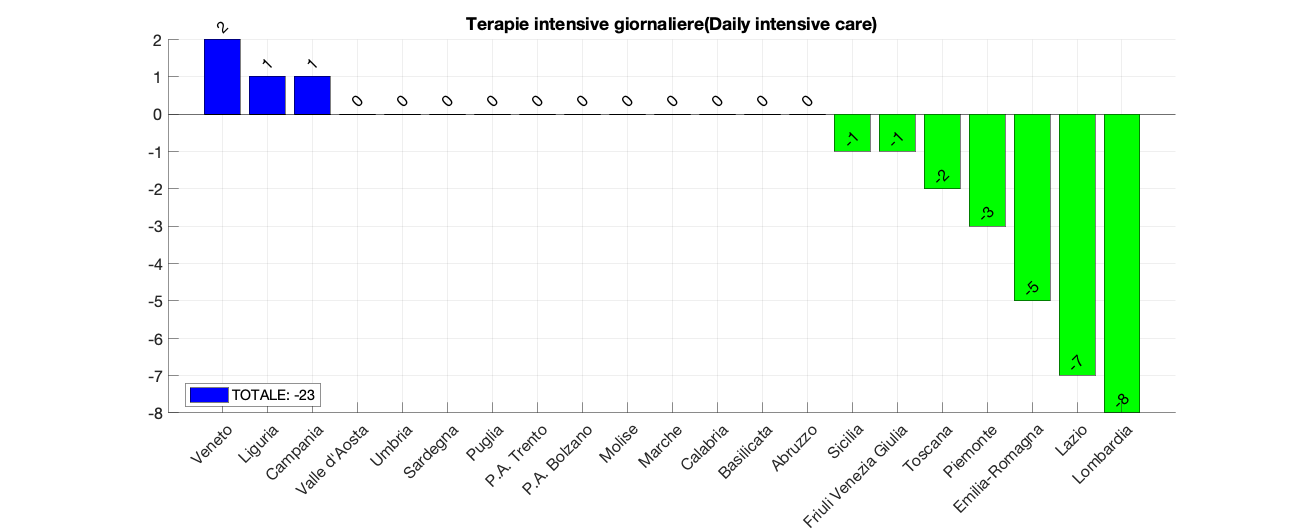 Terapie intensive giornaliere(Daily intensive care)
2
1
0
-1
-2
-3
-4
-5
-6
-7
-8
2
1
1
0
0
0
0
0
0
0
0
0
0
0
-1
-1
-2
-3
-5
-7
-8
TOTALE: -23
Veneto
Liguria
Campania
Valle d'Aosta
Umbria
Sardegna
Puglia
P.A. Trento
P.A. Bolzano
Molise
Marche
Calabria
Basilicata
Abruzzo
Sicilia
Friuli Venezia Giulia
Toscana
Piemonte
Emilia-Romagna
Lazio
Lombardia